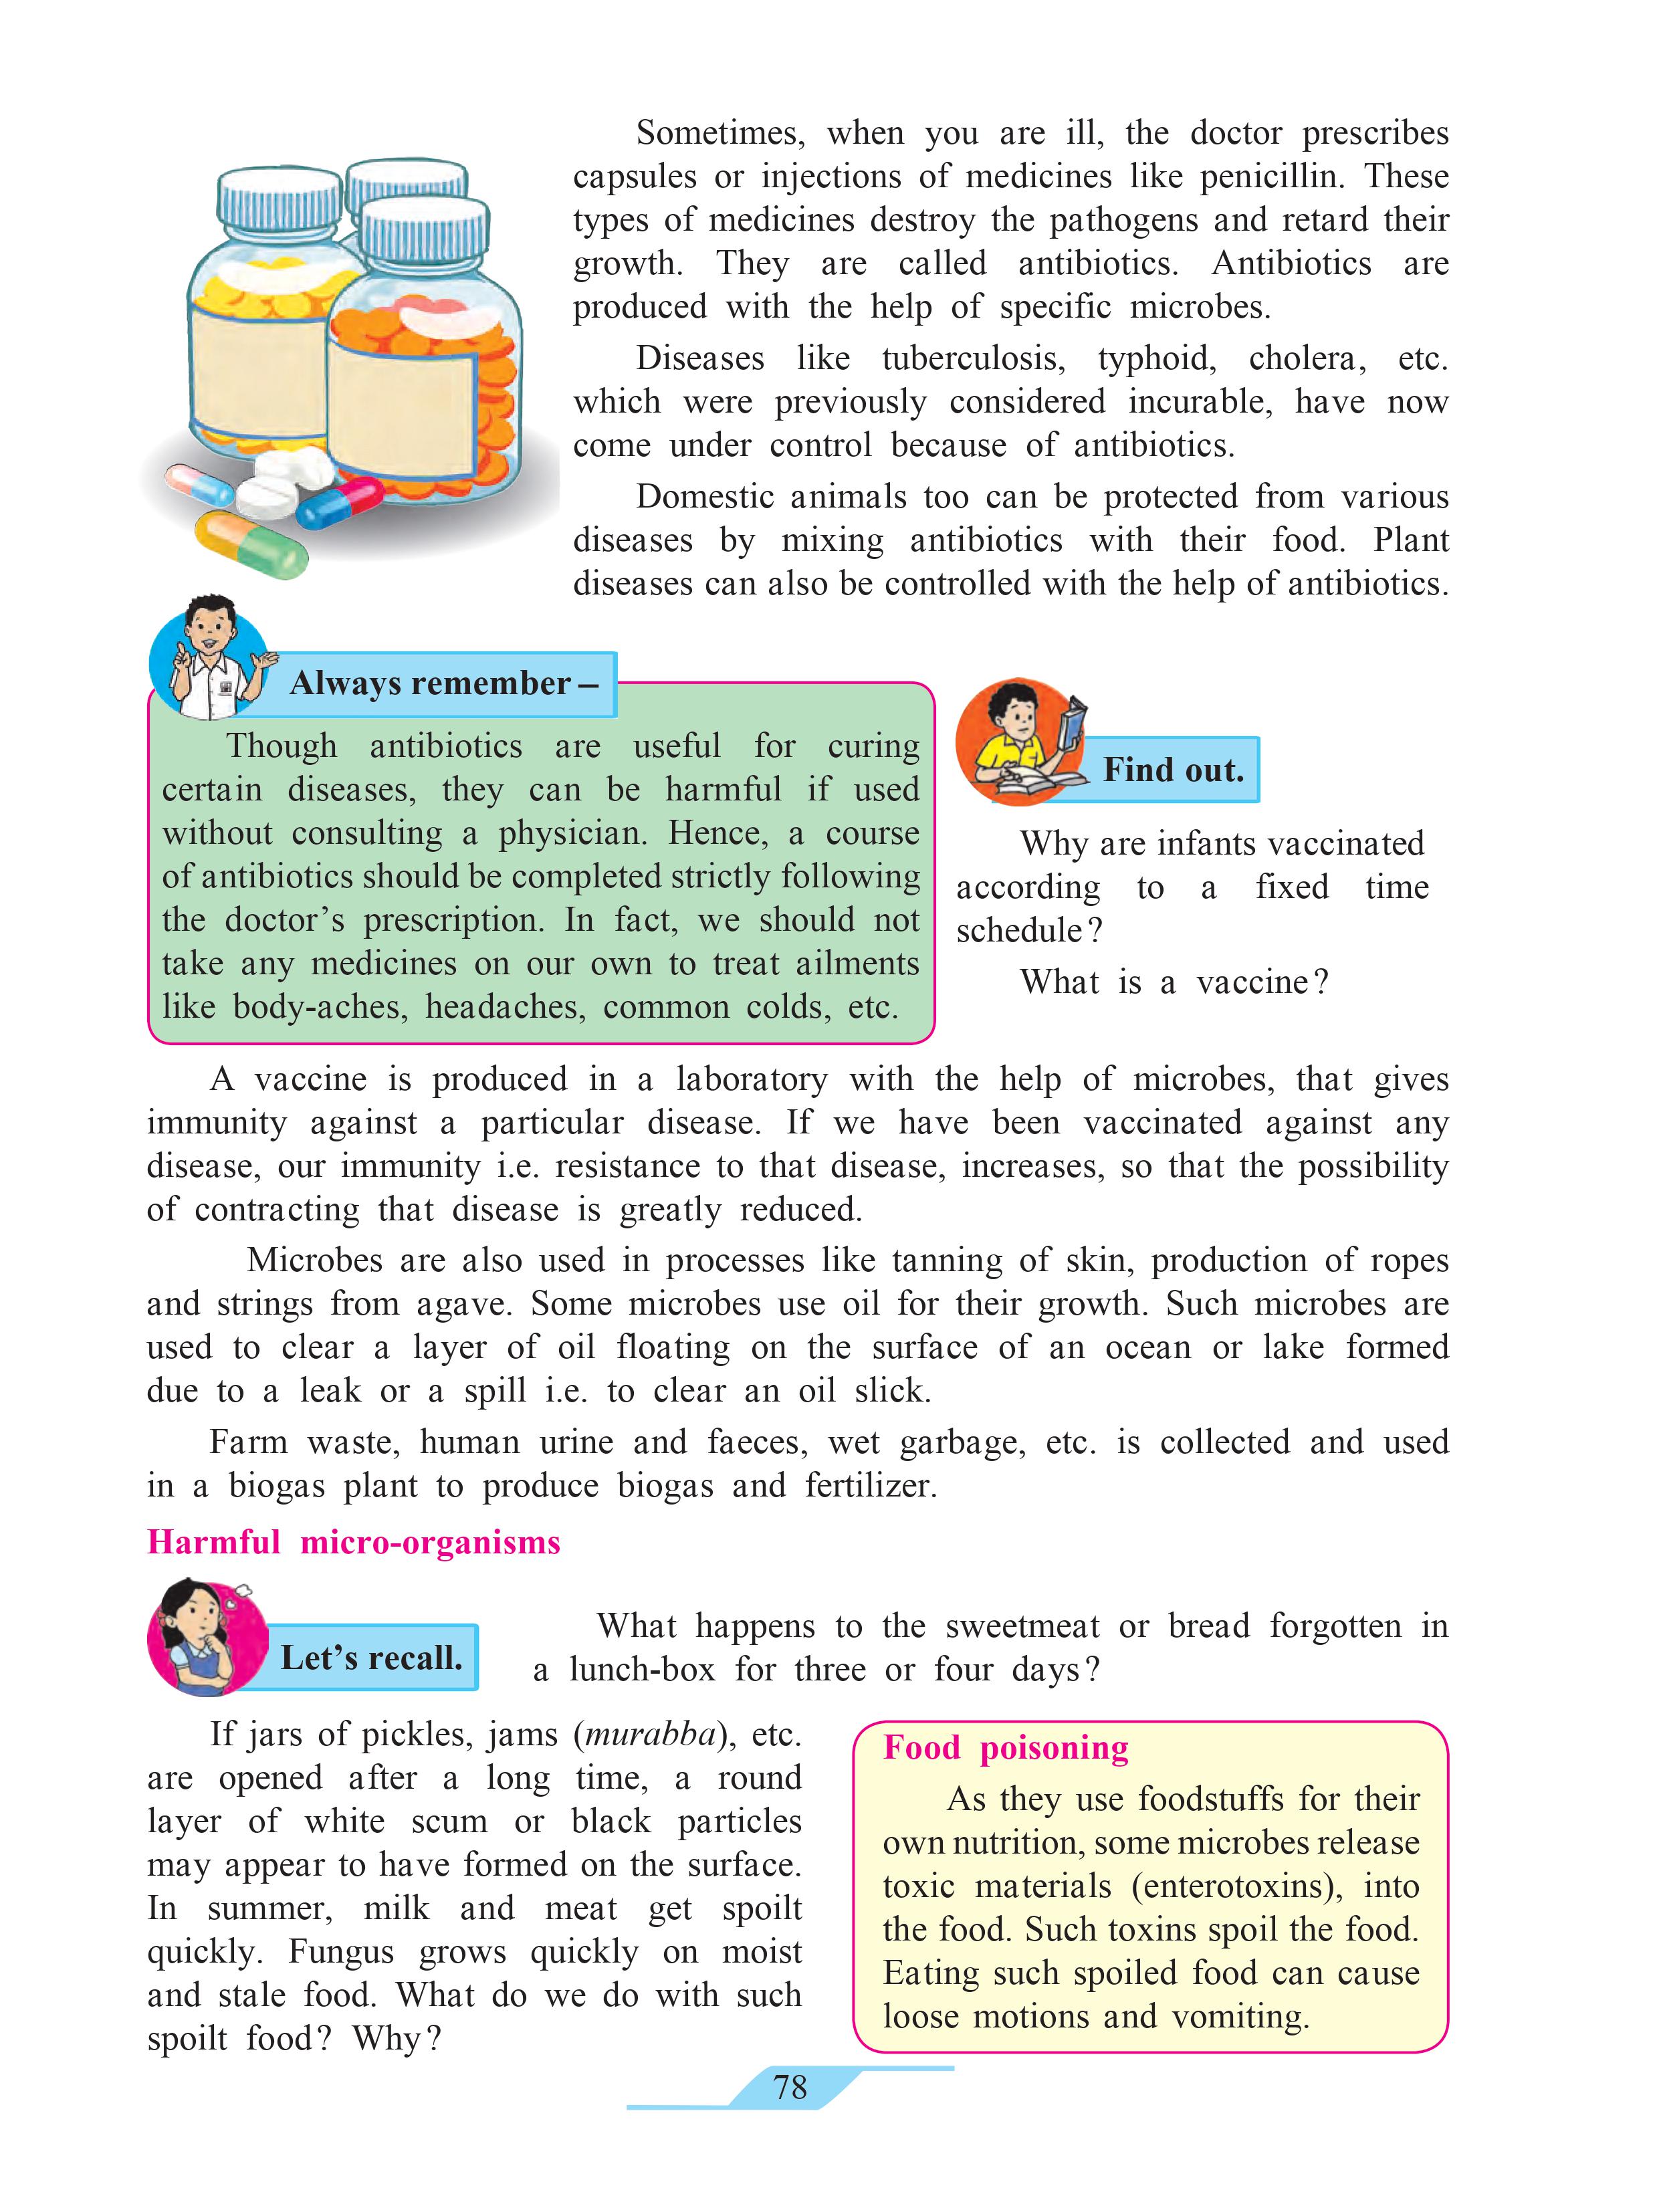 Sometimes, when you are ill, the doctor prescribes
capsules or injections of medicines like penicillin. These
types of medicines destroy the pathogens and retard their
growth. They are called antibiotics. Antibiotics are
produced with the help of specific microbes.
Diseases like tuberculosis, typhoid, cholera, etc.
which were previously considered incurable, have now
come under control because of antibiotics.
Domestic animals too can be protected from various
diseases by mixing antibiotics with their food. Plant
diseases can also be controlled with the help of antibiotics.
Always remember –
Though antibiotics are useful for curing
certain diseases, they can be harmful if used
without consulting a physician. Hence, a course
of antibiotics should be completed strictly following
the doctor's prescription. In fact, we should not
take any medicines on our own to treat ailments
like body-aches, headaches, common colds, etc.
Find out.
Why are infants vaccinated
according to a fixed time
schedule?
What is a vaccine?
A vaccine is produced in a laboratory with the help of microbes, that gives
immunity against a particular disease. If we have been vaccinated against any
disease, our immunity i.e. resistance to that disease, increases, so that the possibility
of contracting that disease is greatly reduced.
Microbes are also used in processes like tanning of skin, production of ropes
and strings from agave. Some microbes use oil for their growth. Such microbes are
used to clear a layer of oil floating on the surface of an ocean or lake formed
due to a leak or a spill i.e. to clear an oil slick.
Farm waste, human urine and faeces, wet garbage, etc. is collected and used
in a biogas plant to produce biogas and fertilizer.
Harmful micro-organisms
Let's recall.
What happens to the sweetmeat or bread forgotten in
a lunch-box for three or four days?
If jars of pickles, jams (murabba), etc.
are opened after a long time, a round
layer of white scum or black particles
may appear to have formed on the surface.
In summer, milk and meat get spoilt
quickly. Fungus grows quickly on moist
and stale food. What do we do with such
spoilt food? Why?
Food poisoning
As they use foodstuffs for their
own nutrition, some microbes release
toxic materials (enterotoxins), into
the food. Such toxins spoil the food.
Eating such spoiled food can cause
loose motions and vomiting.
78